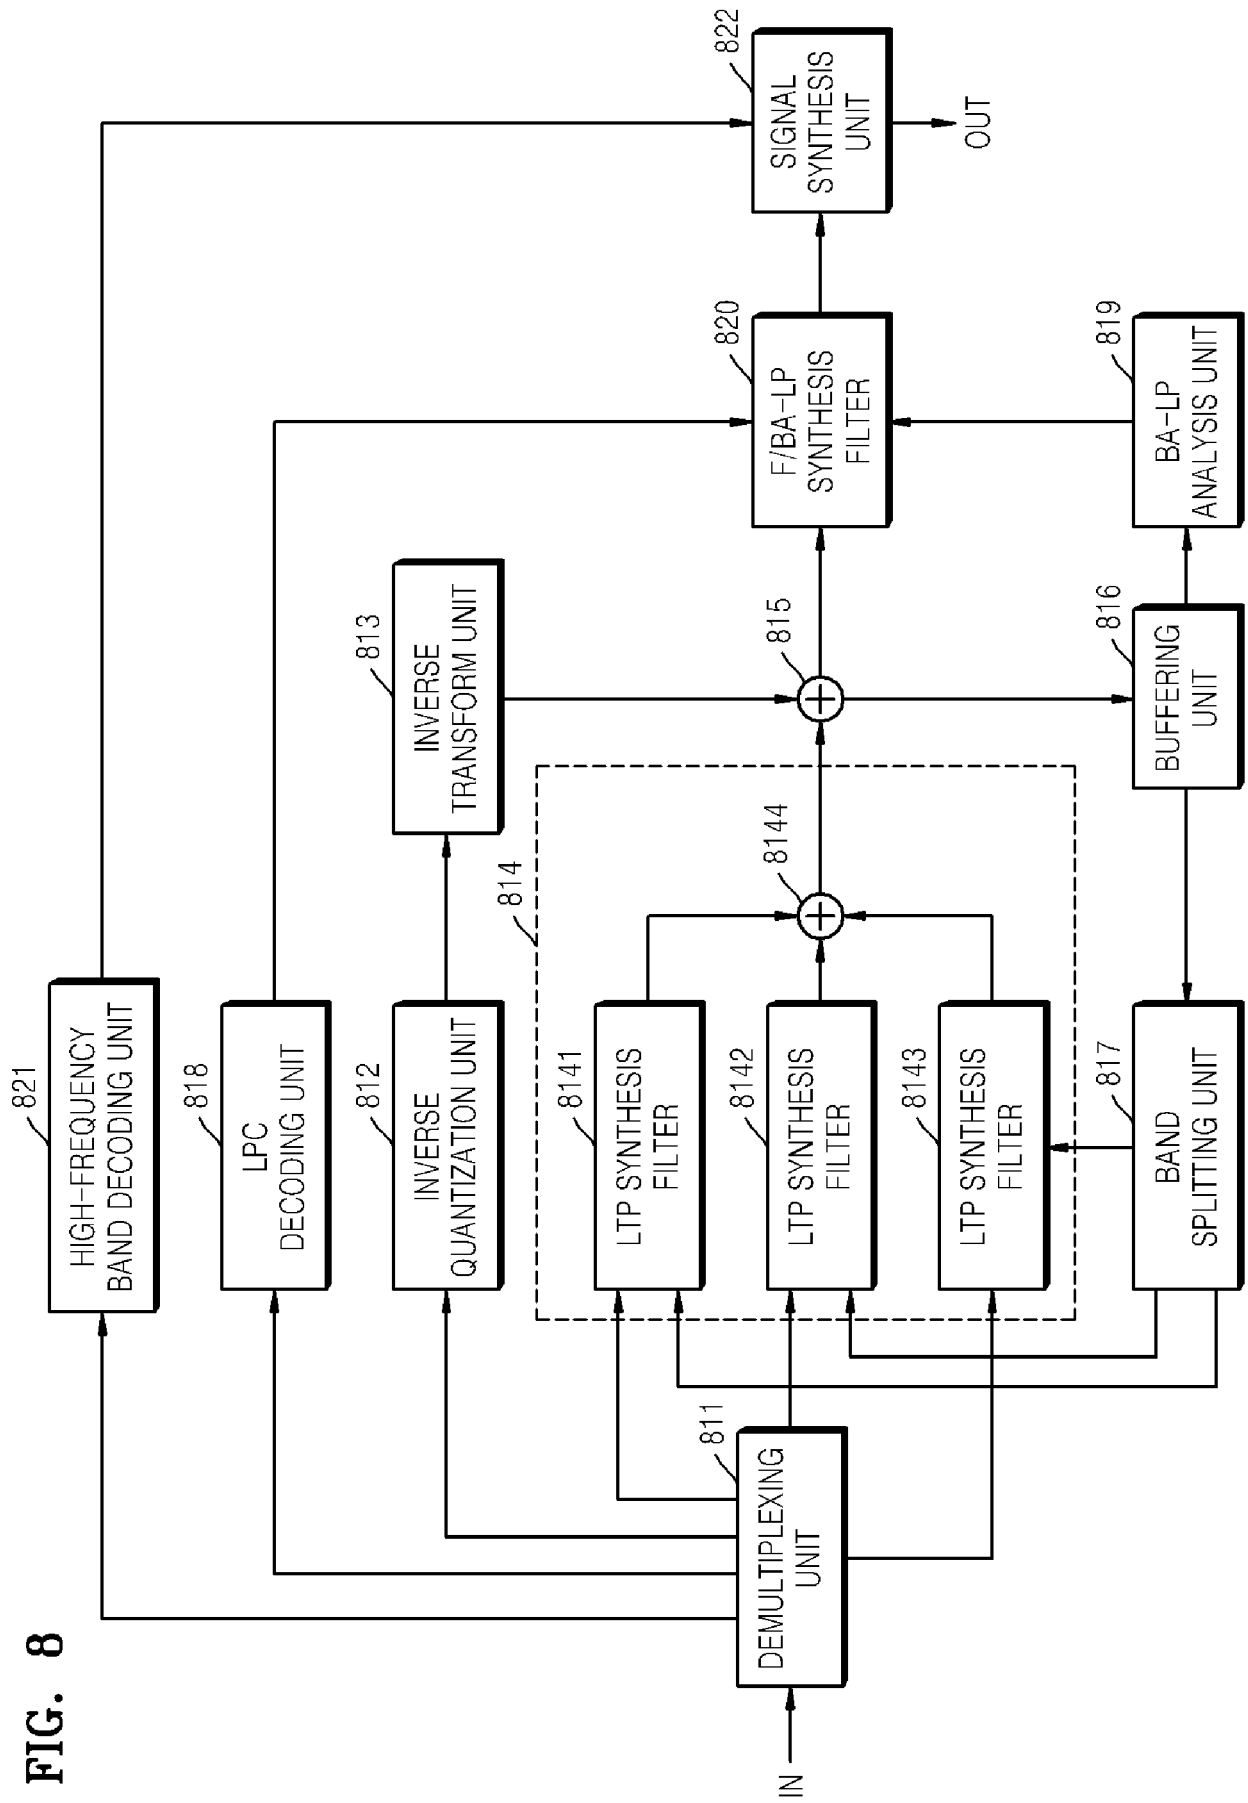 FIG. 8
821
HIGH-FREQUENCY
BAND DECODING UNIT
818
LPC
DECODING UNIT
812
INVERSE
QUANTIZATION UNIT
813
INVERSE
TRANSFORM UNIT
814
8141
LTP SYNTHESIS
FILTER
8142
LTP SYNTHESIS
FILTER
8143
LTP SYNTHESIS
FILTER
8144
815
IN
811
DEMULTIPLEXING
UNIT
817
BAND
SPLITTING UNIT
816
BUFFERING
UNIT
819
BA-LP
ANALYSIS UNIT
820
F/BA-LP
SYNTHESIS
FILTER
822
SIGNAL
SYNTHESIS
UNIT
OUT